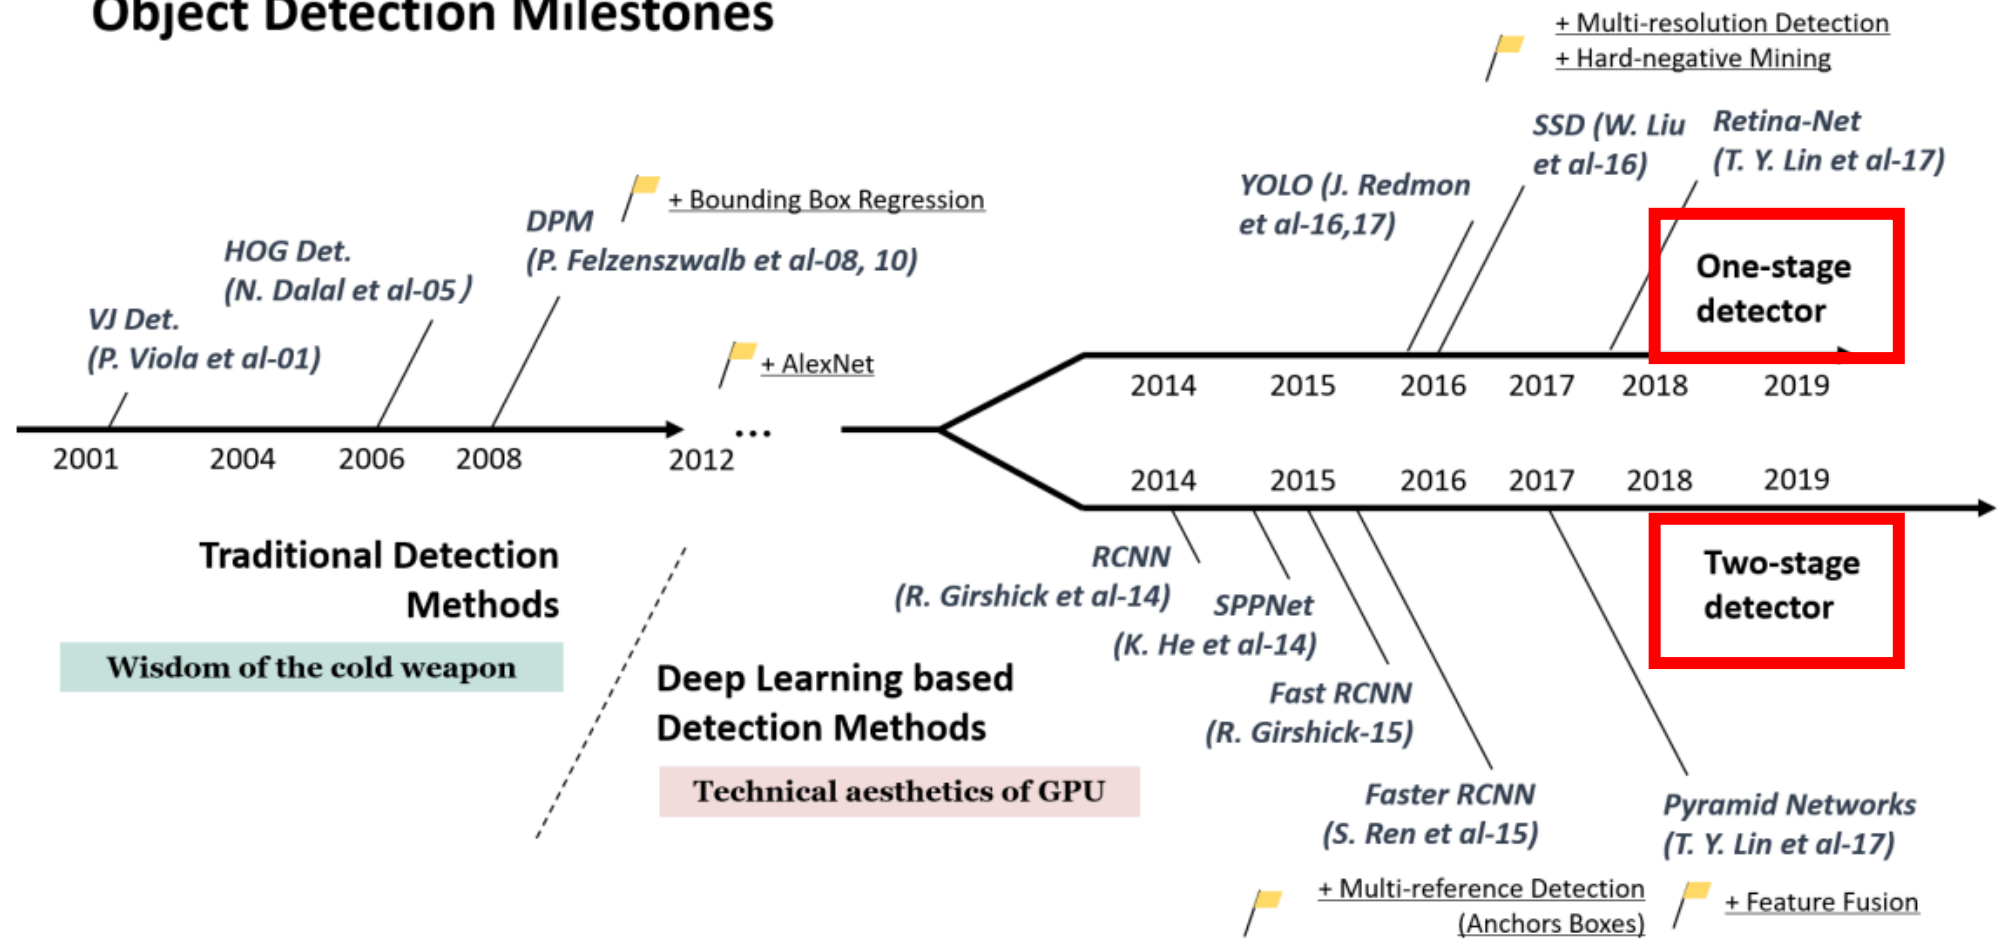 Object Detection Milestones
+ Multi-resolution Detection
+ Hard-negative Mining
SSD (W. Liu
et al-16)
Retina-Net
(T. Y. Lin et al-17)
YOLO (J. Redmon
et al-16,17)
+ Bounding Box Regression
DPM
(P. Felzenszwalb et al-08, 10)
HOG Det.
(N. Dalal et al-05)
VJ Det.
(P. Viola et al-01)
One-stage
detector
+ AlexNet
...
2014 2015 2016 2017 2018 2019
2001 2004 2006 2008 2012
2014 2015 2016 2017 2018 2019
Traditional Detection
Methods
Wisdom of the cold weapon
Deep Learning based
Detection Methods
Technical aesthetics of GPU
RCNN
(R. Girshick et al-14)
SPPNet
(K. He et al-14)
Fast RCNN
(R. Girshick-15)
Faster RCNN
(S. Ren et al-15)
Two-stage
detector
Pyramid Networks
(T. Y. Lin et al-17)
+ Multi-reference Detection
(Anchors Boxes)
+ Feature Fusion